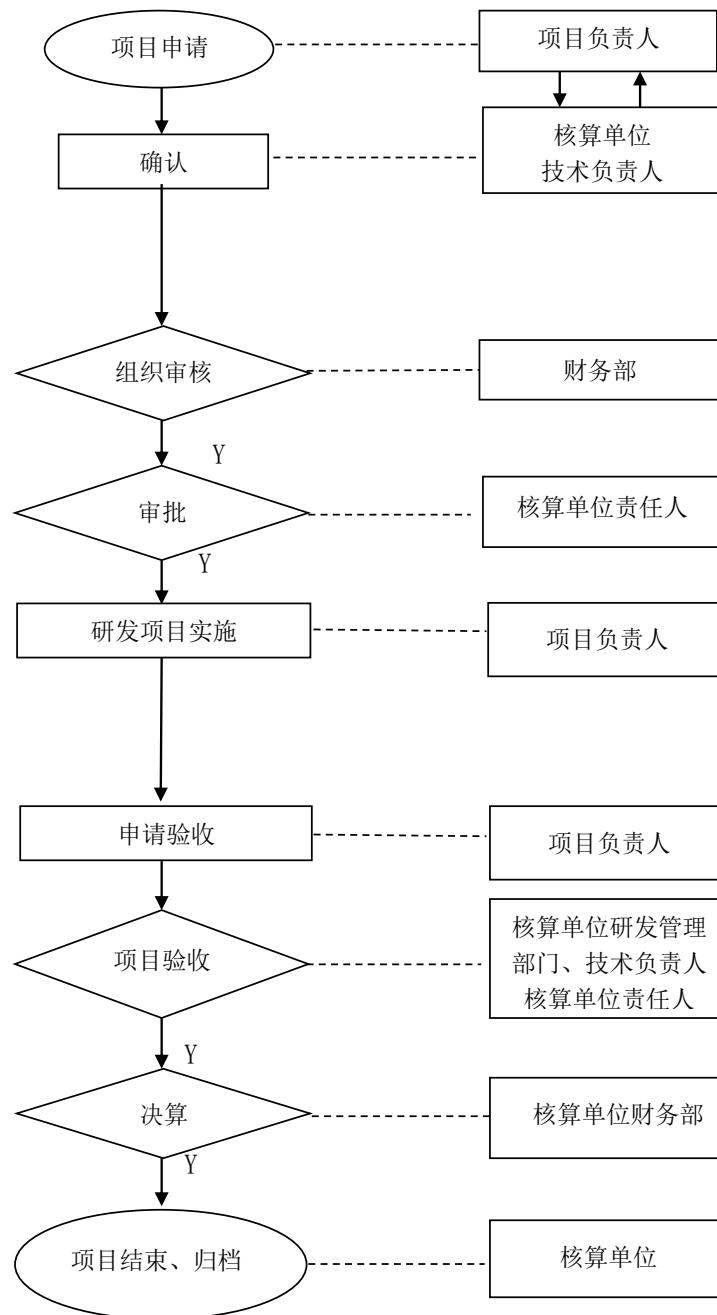 项目申请
项目负责人
确认
核算单位
技术负责人
组织审核
财务部
Y
审批
核算单位责任人
Y
研发项目实施
项目负责人
申请验收
项目负责人
项目验收
核算单位研发管理
部门、技术负责人
核算单位责任人
Y
决算
核算单位财务部
Y
项目结束、归档
核算单位